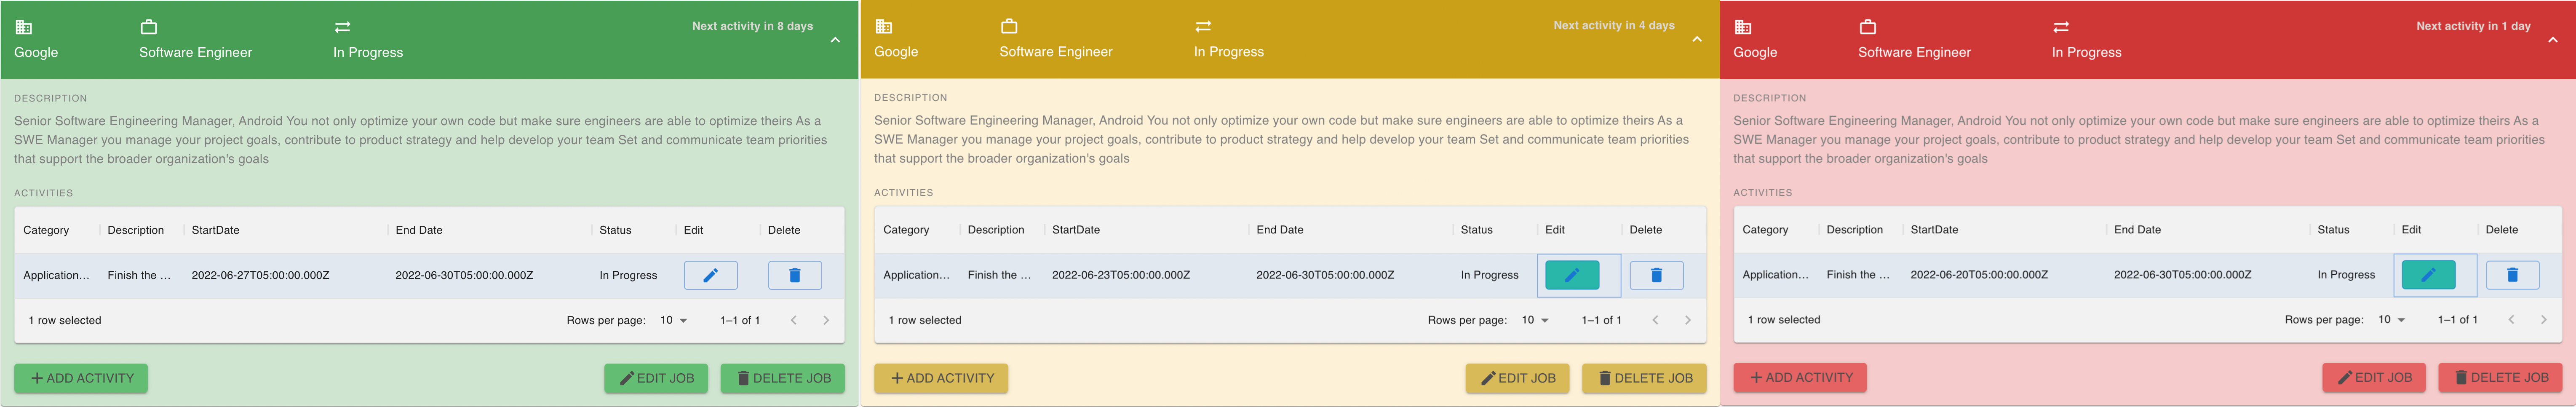 Google
Software Engineer
In Progress
Next activity in 8 days
DESCRIPTION
Senior Software Engineering Manager, Android You not only optimize your own code but make sure engineers are able to optimize theirs As a
SWE Manager you manage your project goals, contribute to product strategy and help develop your team Set and communicate team priorities
that support the broader organization's goals
ACTIVITIES
Category Description StartDate End Date Status Edit Delete
Application... Finish the ... 2022-06-27T05:00:00.000Z 2022-06-30T05:00:00.000Z In Progress
1 row selected Rows per page: 10 1–1 of 1
ADD ACTIVITY EDIT JOB DELETE JOB
Google
Software Engineer
In Progress
Next activity in 4 days
DESCRIPTION
Senior Software Engineering Manager, Android You not only optimize your own code but make sure engineers are able to optimize theirs As a
SWE Manager you manage your project goals, contribute to product strategy and help develop your team Set and communicate team priorities
that support the broader organization's goals
ACTIVITIES
Category Description StartDate End Date Status Edit Delete
Application... Finish the ... 2022-06-23T05:00:00.000Z 2022-06-30T05:00:00.000Z In Progress
1 row selected Rows per page: 10 1–1 of 1
ADD ACTIVITY EDIT JOB DELETE JOB
Google
Software Engineer
In Progress
Next activity in 1 day
DESCRIPTION
Senior Software Engineering Manager, Android You not only optimize your own code but make sure engineers are able to optimize theirs As a
SWE Manager you manage your project goals, contribute to product strategy and help develop your team Set and communicate team priorities
that support the broader organization's goals
ACTIVITIES
Category Description StartDate End Date Status Edit Delete
Application... Finish the ... 2022-06-20T05:00:00.000Z 2022-06-30T05:00:00.000Z In Progress
1 row selected Rows per page: 10 1–1 of 1
ADD ACTIVITY EDIT JOB DELETE JOB